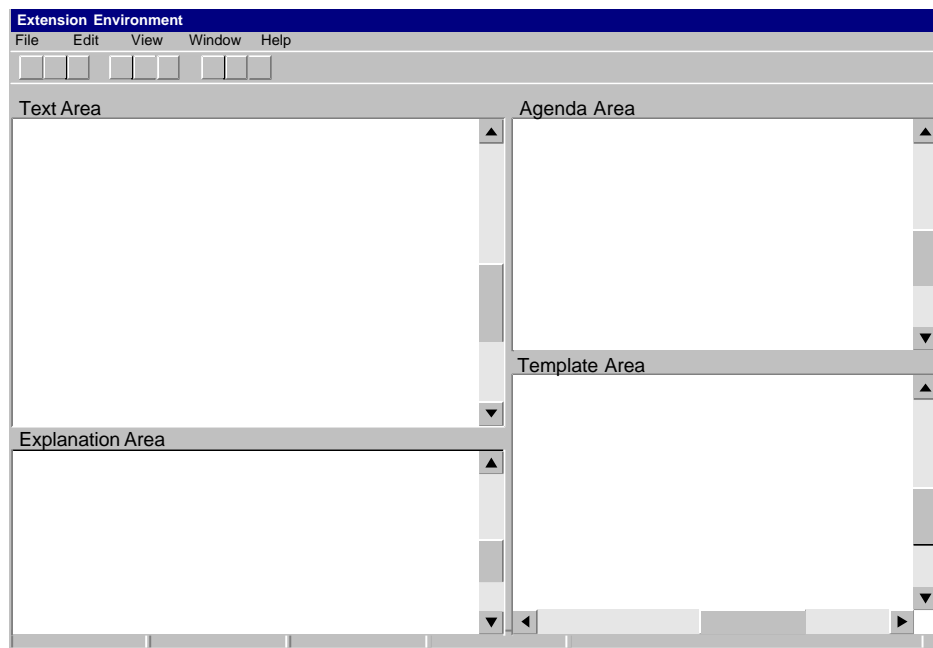 Extension Environment
File Edit View Window Help
Text Area
Agenda Area
Template Area
Explanation Area